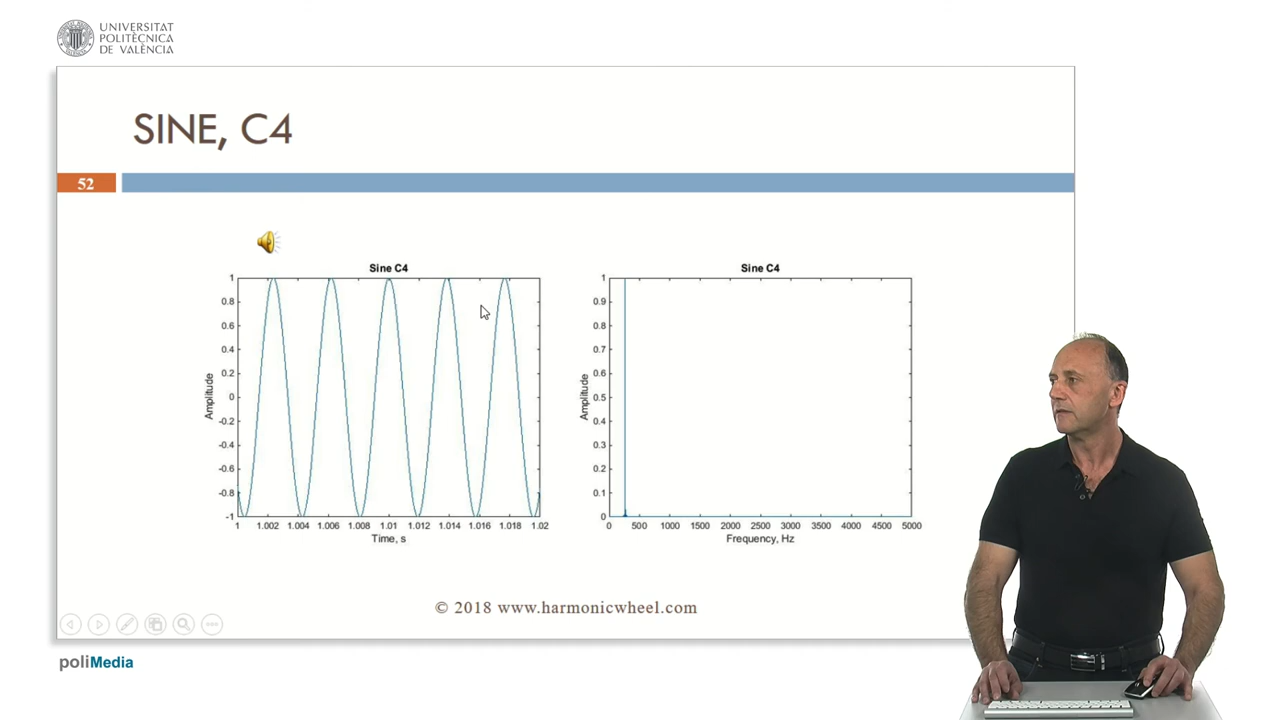 UNIVERSITAT
POLITÈCNICA
DE VALÈNCIA
SINE, C4
52
Sine C4
1
0.8
0.6
0.4
0.2
0
-0.2
-0.4
-0.6
-0.8
-1
Amplitude
1 1.002 1.004 1.006 1.008 1.01 1.012 1.014 1.016 1.018 1.02
Time, s
Sine C4
1
0.9
0.8
0.7
0.6
0.5
0.4
0.3
0.2
0.1
0
Amplitude
0 500 1000 1500 2000 2500 3000 3500 4000 4500 5000
Frequency, Hz
© 2018 www.harmonicwheel.com
poliMedia